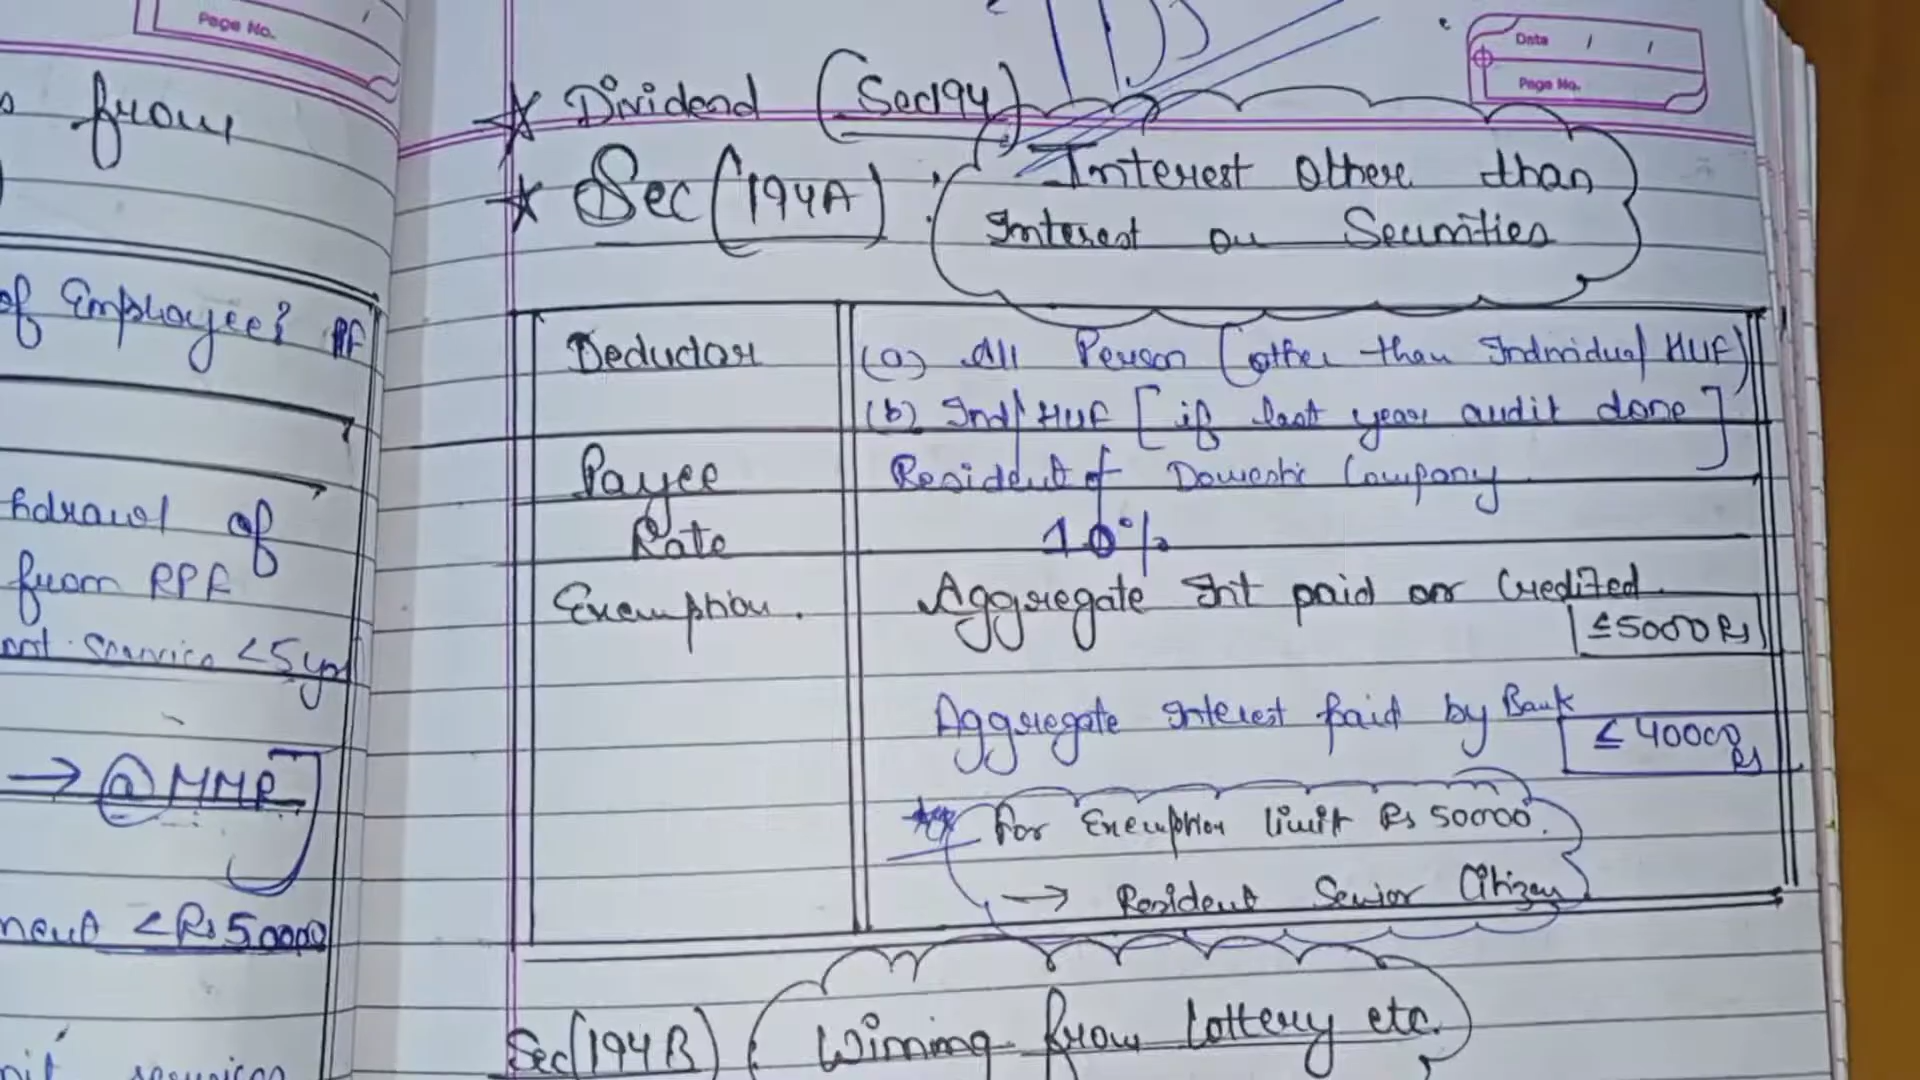 Page No.
from
of Employee's PF
hdrawl of
from RPF
<5yr
→ @ MMR
<Rs 50000
TDS
Date / /
Page No.
☆ Dividend (Sec194)
☆ Sec (194A) : Interest Othere than
Interest on Securities
Deductor (a) All Person (other than Individual HUF)
(b) Ind/HUF [if last year audit done]
Payee Resident of Domestic Company
Rate 10%
Exemption. Aggregate Int paid or Credited.
≤5000 Rs
Aggregate Interest paid by Bank
≤ 40000 Rs
For Exemption limit Rs 50000.
→ Resident Senior Citizen
Sec(194B) : Winning from lottery etc.